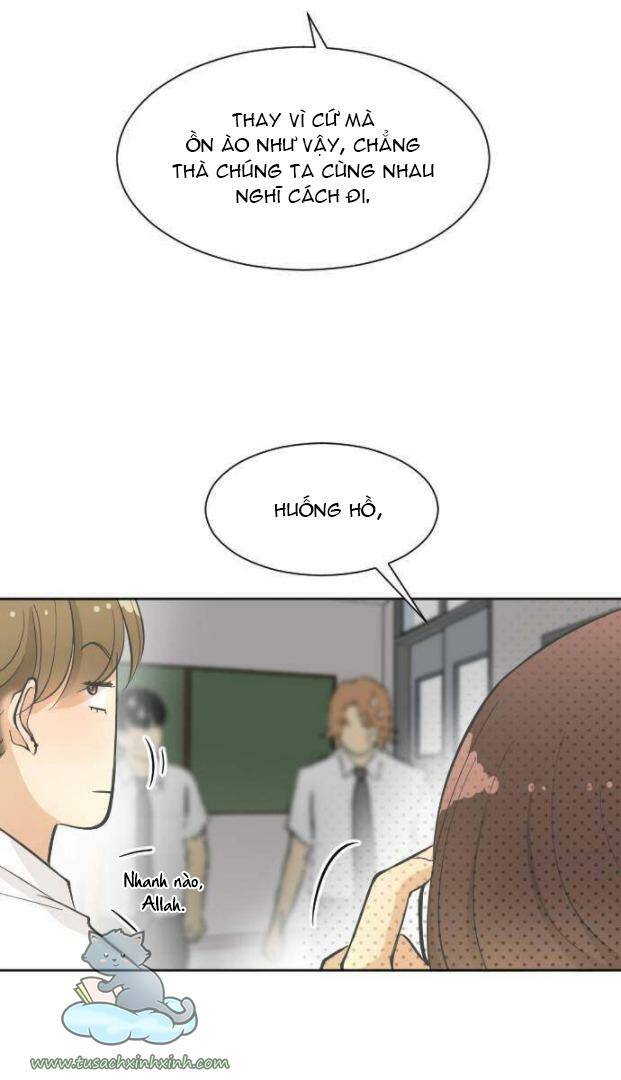 THAY VÌ CỨ MÀ
ỒN ÀO NHƯ VẬY, CHẲNG
THÀ CHÚNG TA CÙNG NHAU
NGHĨ CÁCH ĐI.
HUỐNG HỒ,
Nhanh nào,
Allah.
www.tusachxinhxinh.com